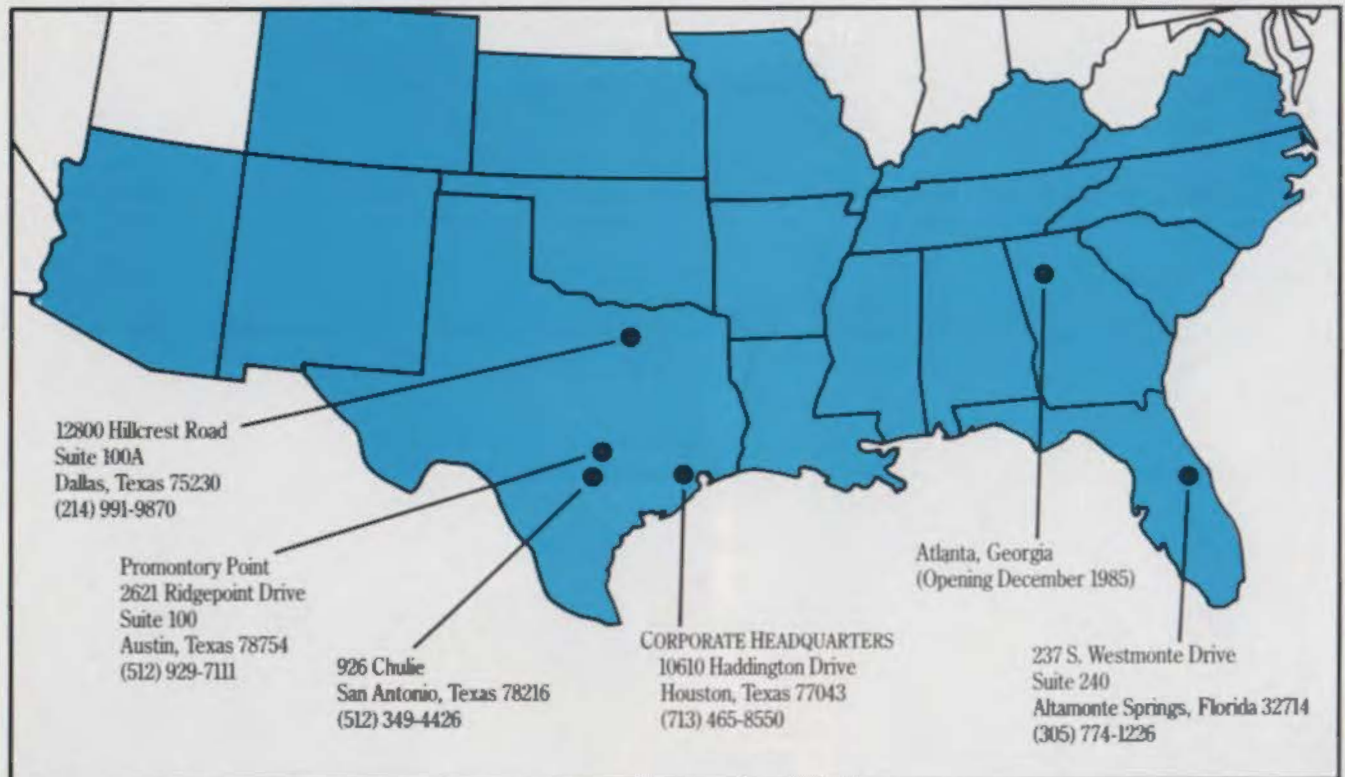 12800 Hillcrest Road
Suite 100A
Dallas, Texas 75230
(214) 991-9870
Promontory Point
2621 Ridgepoint Drive
Suite 100
Austin, Texas 78754
(512) 929-7111
926 Chulie
San Antonio, Texas 78216
(512) 349-4426
CORPORATE HEADQUARTERS
10610 Haddington Drive
Houston, Texas 77043
(713) 465-8550
Atlanta, Georgia
(Opening December 1985)
237 S. Westmonte Drive
Suite 240
Altamonte Springs, Florida 32714
(305) 774-1226